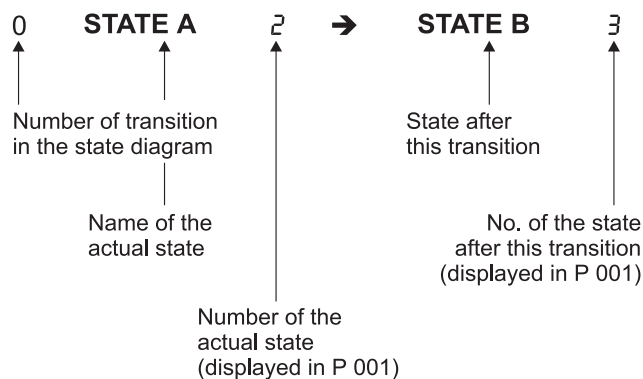 0 STATE A 2 → STATE B 3
Number of transition
in the state diagram
State after
this transition
Name of the
actual state
No. of the state
after this transition
(displayed in P 001)
Number of the
actual state
(displayed in P 001)